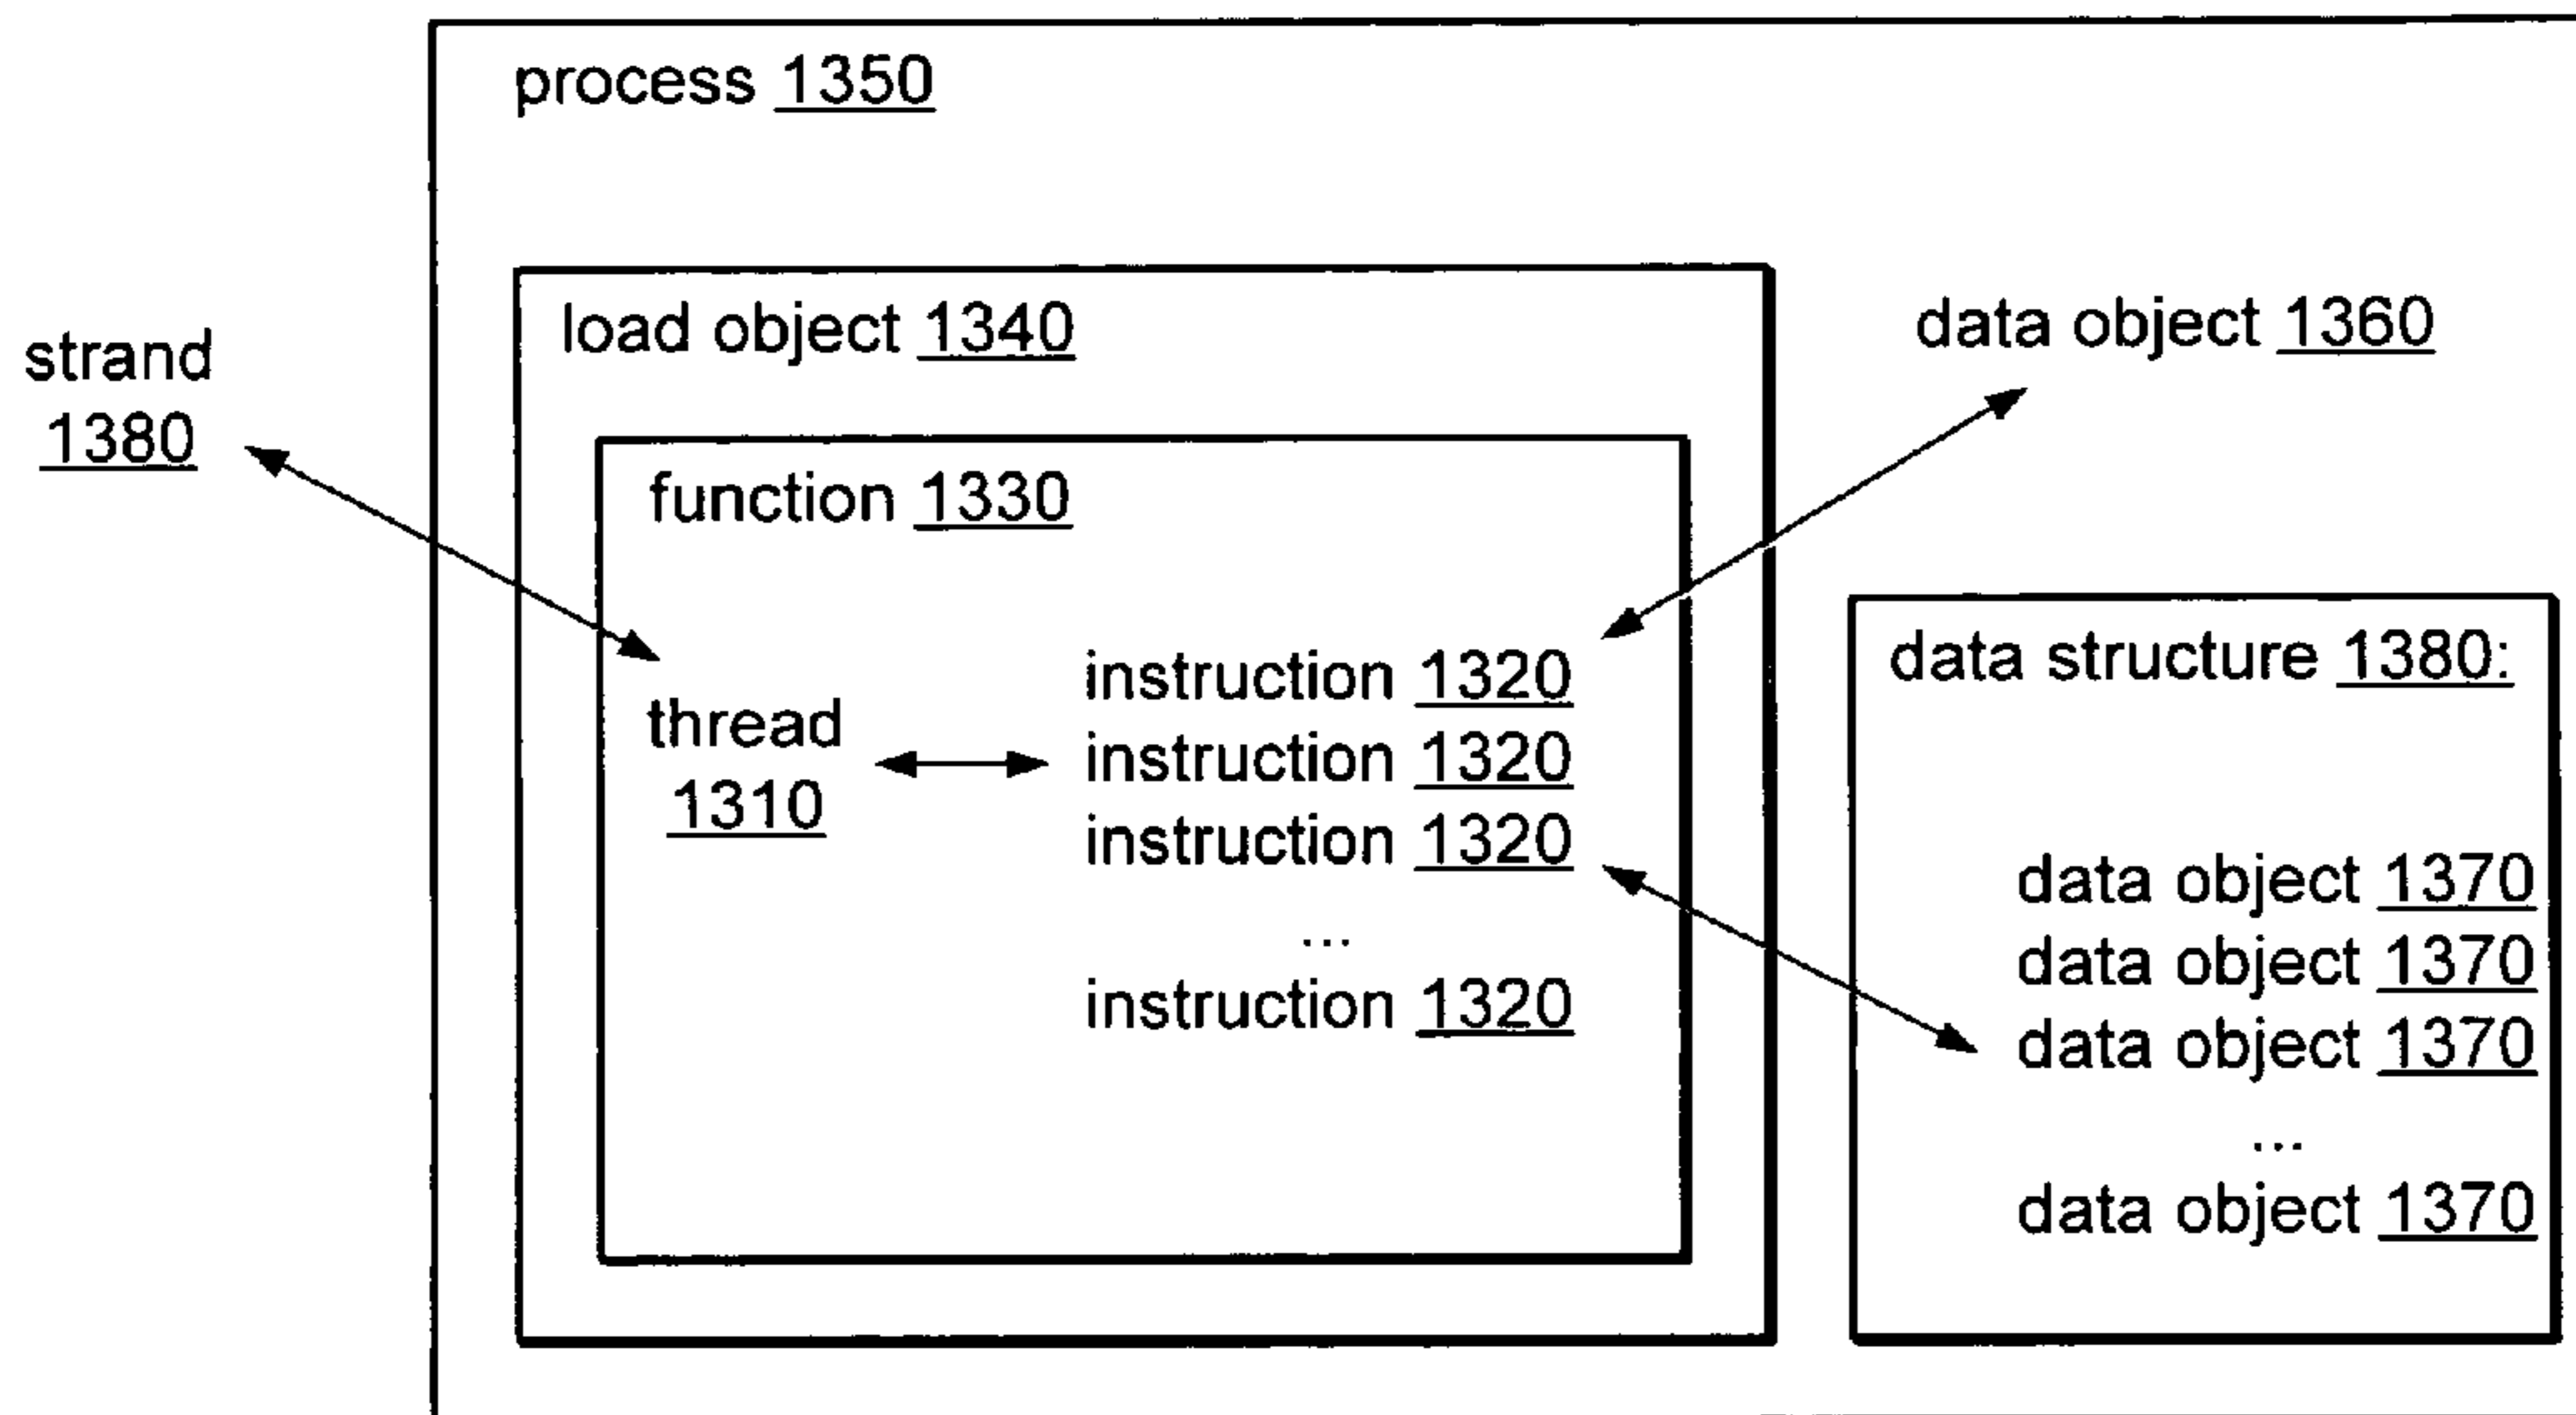 process 1350
strand
1380
load object 1340
data object 1360
function 1330
thread
1310
instruction 1320
instruction 1320
instruction 1320
...
instruction 1320
data structure 1380:
data object 1370
data object 1370
data object 1370
...
data object 1370